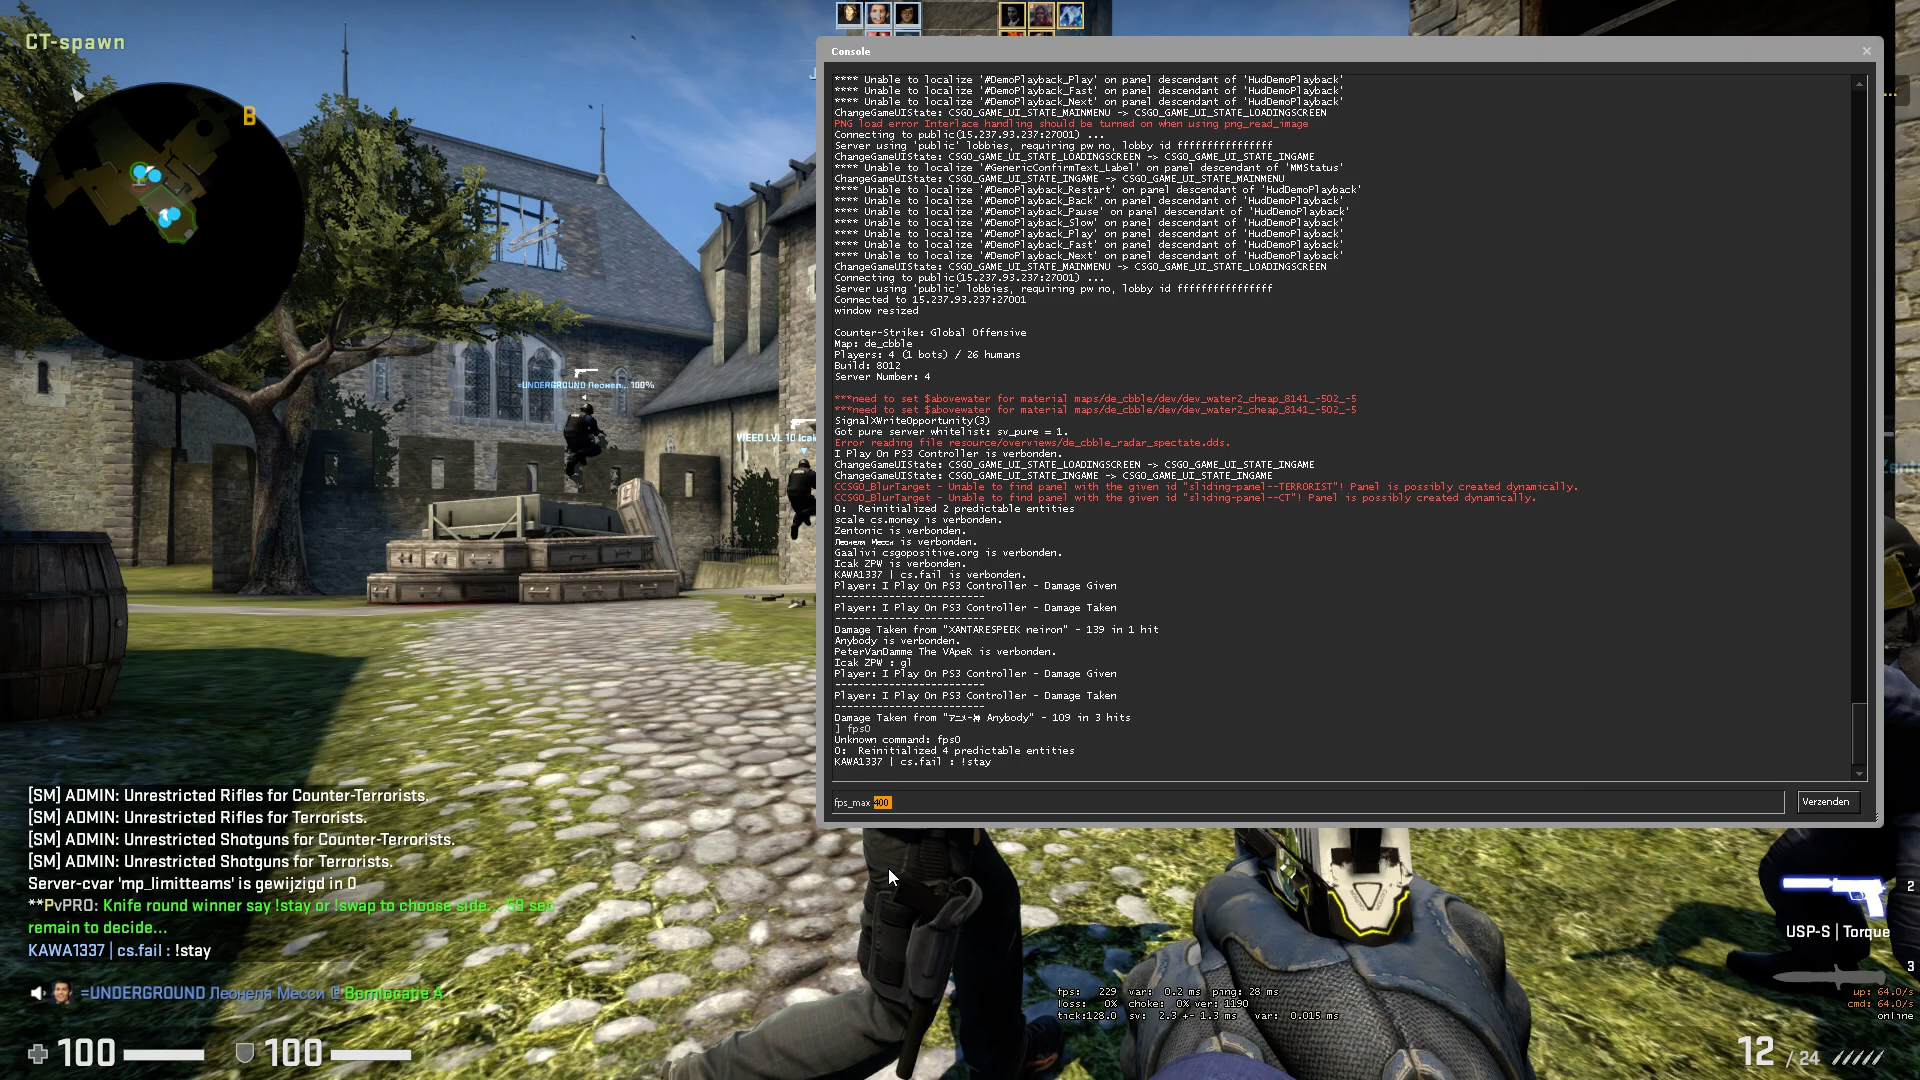 CT-spawn
B
Console
**** Unable to localize '#DemoPlayback_Play' on panel descendant of 'HudDemoPlayback'
**** Unable to localize '#DemoPlayback_Fast' on panel descendant of 'HudDemoPlayback'
**** Unable to localize '#DemoPlayback_Next' on panel descendant of 'HudDemoPlayback'
ChangeGameUIState: CSGO_GAME_UI_STATE_MAINMENU -> CSGO_GAME_UI_STATE_LOADINGSCREEN
PNG load error Interlace handling should be turned on when using png_read_image
Connecting to public(15.237.93.237:27001) ...
Server using 'public' lobbies, requiring pw no, lobby id ffffffffffffffff
ChangeGameUIState: CSGO_GAME_UI_STATE_LOADINGSCREEN -> CSGO_GAME_UI_STATE_INGAME
**** Unable to localize '#GenericConfirmText_Label' on panel descendant of 'MMStatus'
ChangeGameUIState: CSGO_GAME_UI_STATE_INGAME -> CSGO_GAME_UI_STATE_MAINMENU
**** Unable to localize '#DemoPlayback_Restart' on panel descendant of 'HudDemoPlayback'
**** Unable to localize '#DemoPlayback_Back' on panel descendant of 'HudDemoPlayback'
**** Unable to localize '#DemoPlayback_Pause' on panel descendant of 'HudDemoPlayback'
**** Unable to localize '#DemoPlayback_Slow' on panel descendant of 'HudDemoPlayback'
**** Unable to localize '#DemoPlayback_Play' on panel descendant of 'HudDemoPlayback'
**** Unable to localize '#DemoPlayback_Fast' on panel descendant of 'HudDemoPlayback'
**** Unable to localize '#DemoPlayback_Next' on panel descendant of 'HudDemoPlayback'
ChangeGameUIState: CSGO_GAME_UI_STATE_MAINMENU -> CSGO_GAME_UI_STATE_LOADINGSCREEN
Connecting to public(15.237.93.237:27001) ...
Server using 'public' lobbies, requiring pw no, lobby id ffffffffffffffff
Connected to 15.237.93.237:27001
window resized
Counter-Strike: Global Offensive
Map: de_cbble
Players: 4 (1 bots) / 26 humans
Build: 8012
Server Number: 4
***need to set $abovewater for material maps/de_cbble/dev/dev_water2_cheap_8141_-502_-5
***need to set $abovewater for material maps/de_cbble/dev/dev_water2_cheap_8141_-502_-5
SignalXWriteOpportunity(3)
Got pure server whitelist: sv_pure = 1.
Error reading file resource/overviews/de_cbble_radar_spectate.dds.
I Play On PS3 Controller is verbonden.
ChangeGameUIState: CSGO_GAME_UI_STATE_LOADINGSCREEN -> CSGO_GAME_UI_STATE_INGAME
ChangeGameUIState: CSGO_GAME_UI_STATE_INGAME -> CSGO_GAME_UI_STATE_INGAME
CCSGO_BlurTarget - Unable to find panel with the given id "sliding-panel--TERRORIST"! Panel is possibly created dynamically.
CCSGO_BlurTarget - Unable to find panel with the given id "sliding-panel--CT"! Panel is possibly created dynamically.
0: Reinitialized 2 predictable entities
scale cs.money is verbonden.
Zentonic is verbonden.
Леонеля Месси is verbonden.
Gaalivi csgopositive.org is verbonden.
Icak ZPW is verbonden.
KAWA1337 | cs.fail is verbonden.
Player: I Play On PS3 Controller - Damage Given
-------------------------
Player: I Play On PS3 Controller - Damage Taken
-------------------------
Damage Taken from "XANTARESPEEK neiron" - 139 in 1 hit
Anybody is verbonden.
PeterVanDamme The VApeR is verbonden.
Icak ZPW : gl
Player: I Play On PS3 Controller - Damage Given
-------------------------
Player: I Play On PS3 Controller - Damage Taken
-------------------------
Damage Taken from "アニメ-神 Anybody" - 109 in 3 hits
] fps0
Unknown command: fps0
0: Reinitialized 4 predictable entities
KAWA1337 | cs.fail : !stay
fps_max 400
Verzenden
=UNDERGROUND Леонел... 100%
WEED LVL 10 Icak
[SM] ADMIN: Unrestricted Rifles for Counter-Terrorists.
[SM] ADMIN: Unrestricted Rifles for Terrorists.
[SM] ADMIN: Unrestricted Shotguns for Counter-Terrorists.
[SM] ADMIN: Unrestricted Shotguns for Terrorists.
Server-cvar 'mp_limitteams' is gewijzigd in 0
**PvPRO: Knife round winner say !stay or !swap to choose side... 59 sec
remain to decide...
KAWA1337 | cs.fail : !stay
=UNDERGROUND Леонеля Месси @ Bomlocatie A
100
100
fps: 229 var: 0.2 ms ping: 28 ms
loss: 0% choke: 0% ver: 1190
tick:128.0 sv: 2.3 +- 1.3 ms var: 0.015 ms
2
USP-S | Torque
3
up: 64.0/s
cmd: 64.0/s
online
12 / 24